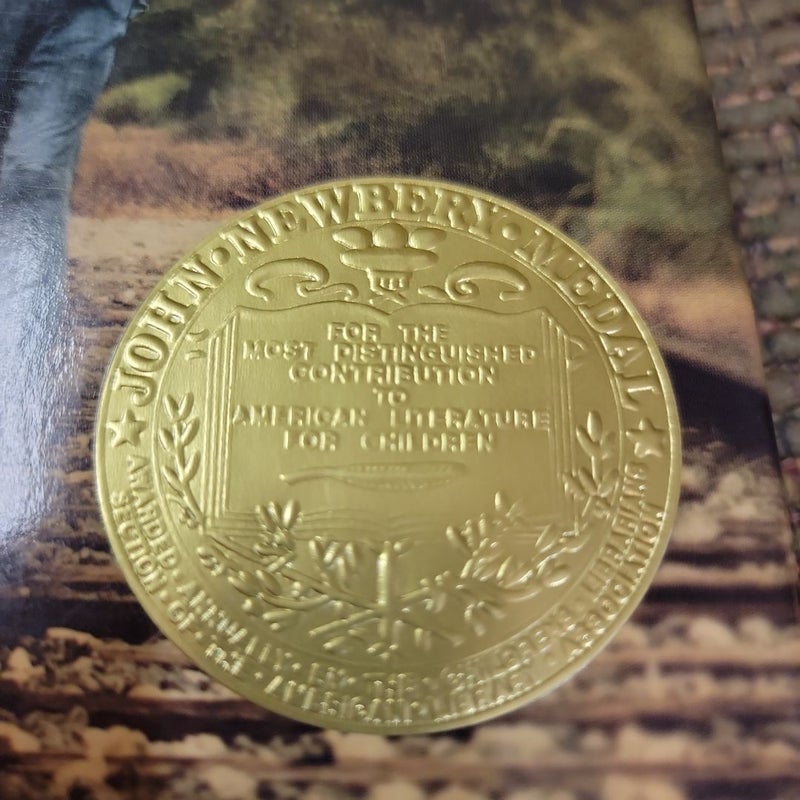 JOHN·NEWBERY·MEDAL
FOR THE
MOST DISTINGUISHED
CONTRIBUTION
TO
AMERICAN LITERATURE
FOR CHILDREN
AWARDED·ANNUALLY·BY·THE·CHILDREN'S·LIBRARIANS
SECTION·OF·THE·AMERICAN·LIBRARY·ASSOCIATION